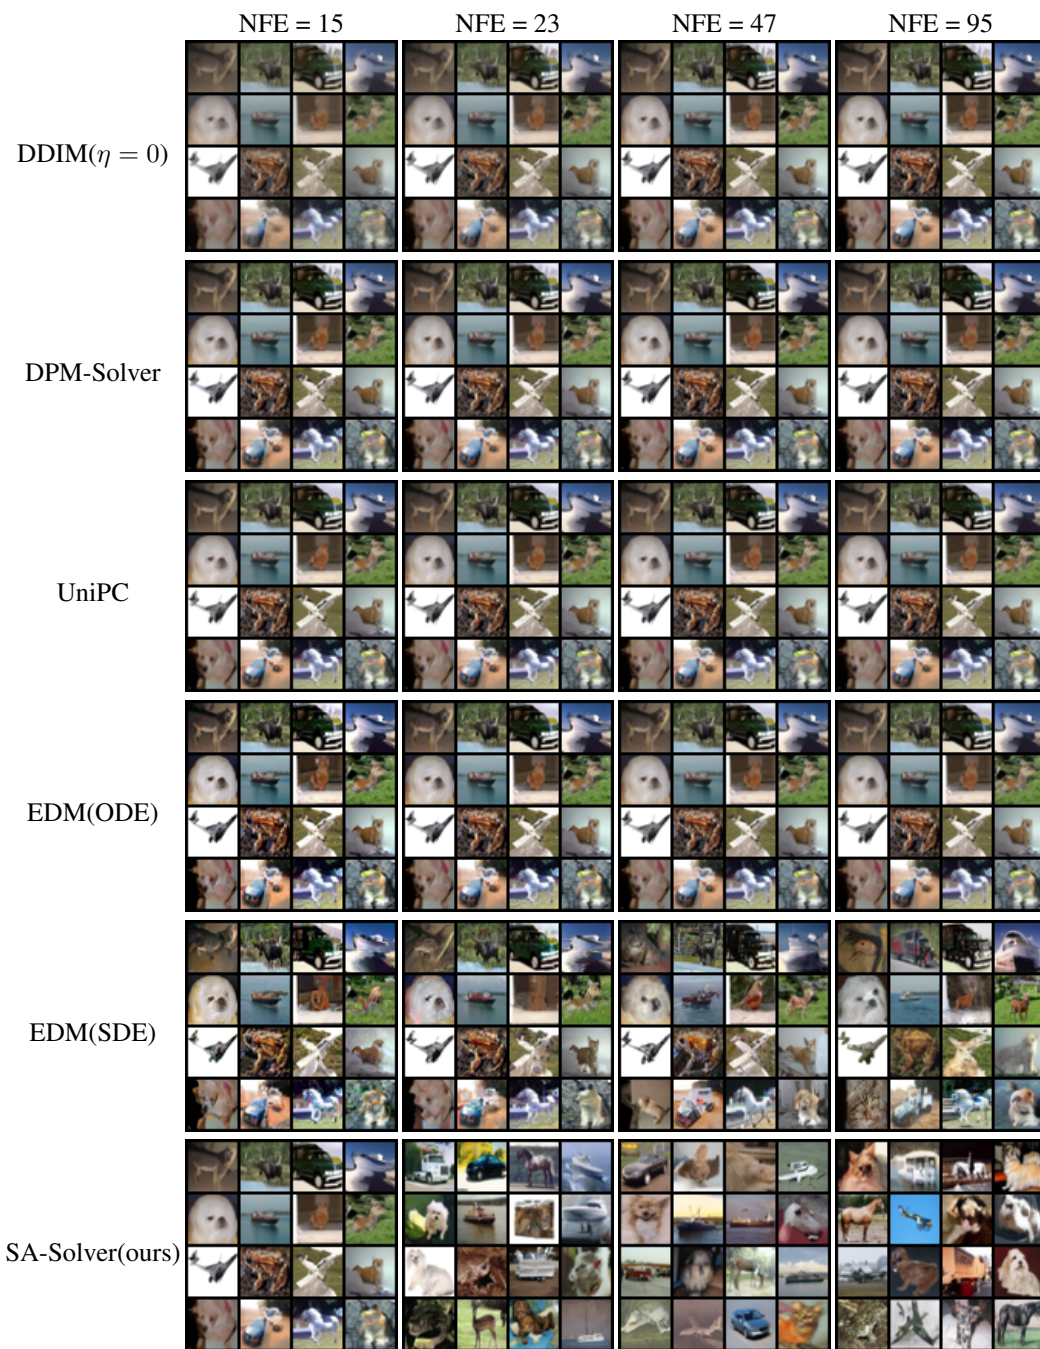 NFE = 15 NFE = 23 NFE = 47 NFE = 95
DDIM(η = 0)
DPM-Solver
UniPC
EDM(ODE)
EDM(SDE)
SA-Solver(ours)